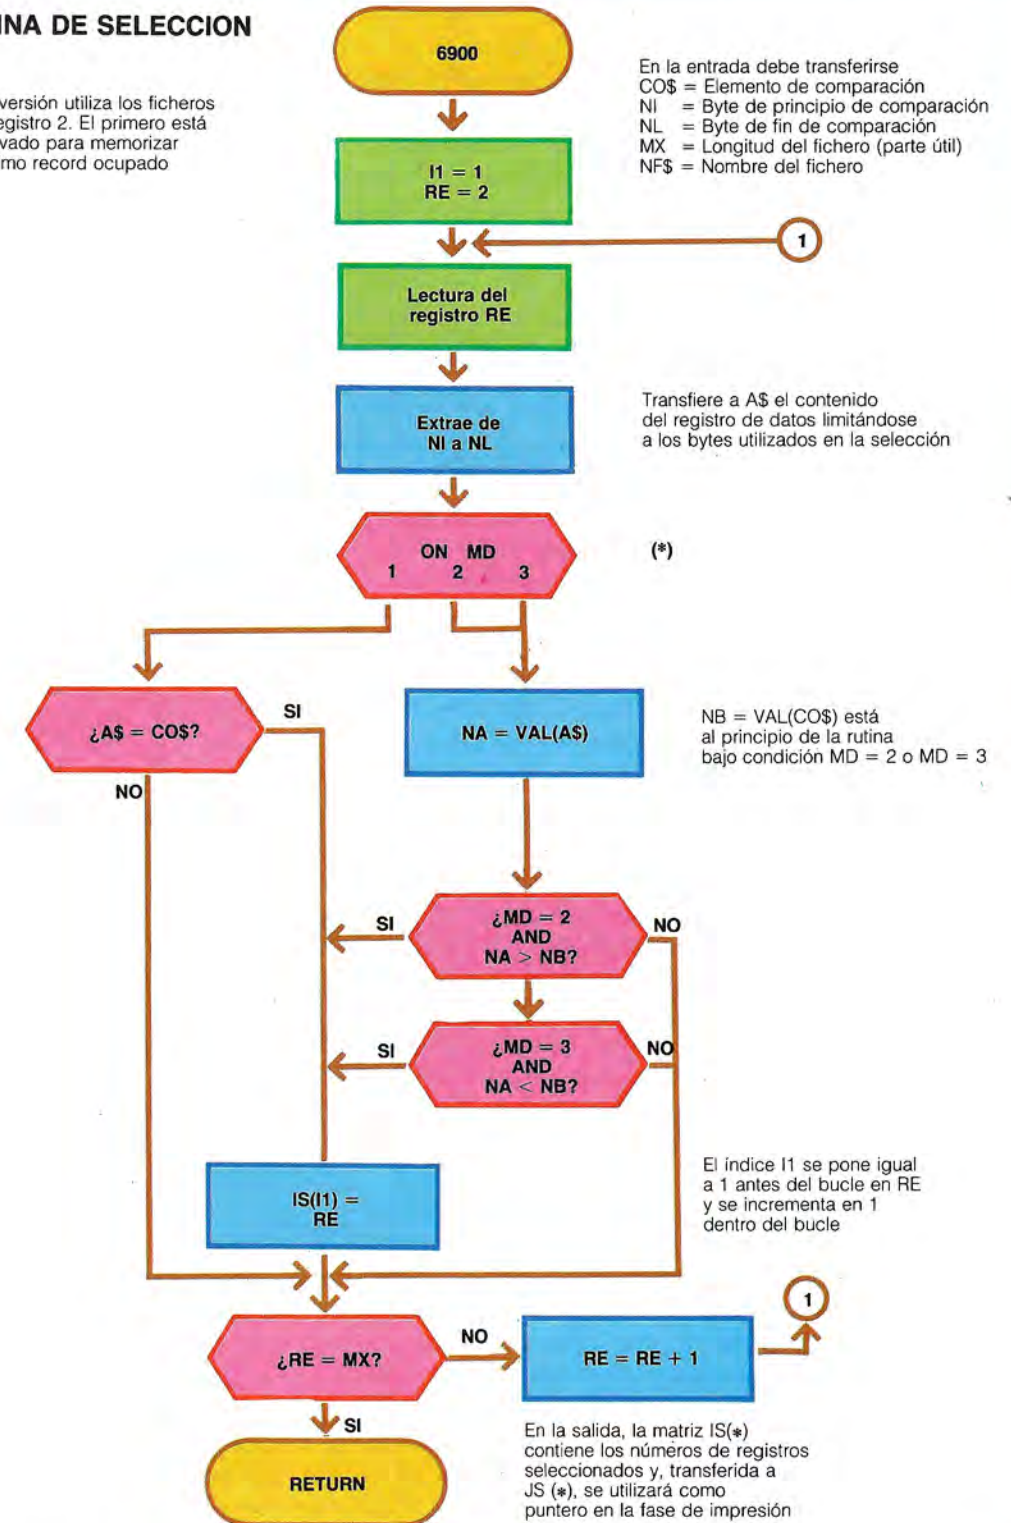 INA DE SELECCION
versión utiliza los ficheros
egistro 2. El primero está
vado para memorizar
mo record ocupado
6900
En la entrada debe transferirse
CO$ = Elemento de comparación
NI = Byte de principio de comparación
NL = Byte de fin de comparación
MX = Longitud del fichero (parte útil)
NF$ = Nombre del fichero
I1 = 1
RE = 2
1
Lectura del
registro RE
Extrae de
NI a NL
Transfiere a A$ el contenido
del registro de datos limitándose
a los bytes utilizados en la selección
ON MD
1 2 3
(*)
¿A$ = CO$?
SI
NO
NA = VAL(A$)
NB = VAL(CO$) está
al principio de la rutina
bajo condición MD = 2 o MD = 3
SI
¿MD = 2
AND
NA > NB?
NO
SI
¿MD = 3
AND
NA < NB?
NO
IS(I1) =
RE
El índice I1 se pone igual
a 1 antes del bucle en RE
y se incrementa en 1
dentro del bucle
¿RE = MX?
NO
RE = RE + 1
1
SI
RETURN
En la salida, la matriz IS(*)
contiene los números de registros
seleccionados y, transferida a
JS (*), se utilizará como
puntero en la fase de impresión